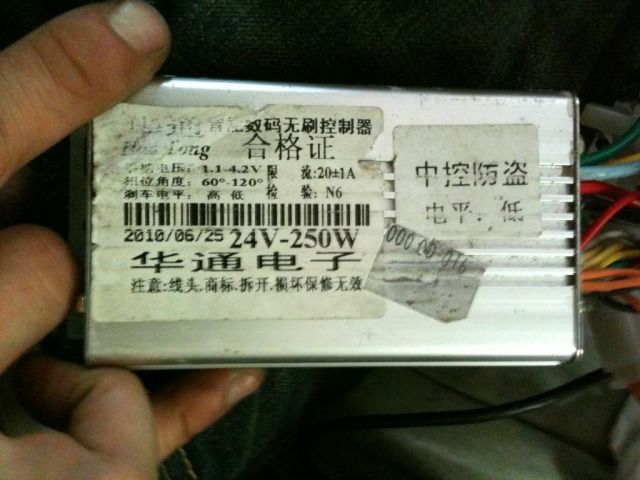 智能数码无刷控制器
Hua Tong 合格证
手把电压：1.1-4.2V 限 流:20±1A
相位角度：60°-120°
刹车电平：高 低 检 验：N6
2010/06/25 24V-250W
华通电子
注意:线头.商标.拆开.损坏保修无效
中控防盗
电平：低